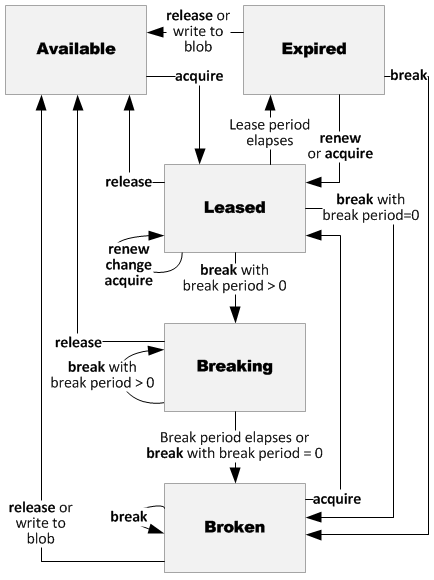 release or
write to
blob
Available
Expired
acquire
break
Lease period
elapses
renew
or acquire
release
Leased
break with
break period=0
renew
change
acquire
break with
break period > 0
release
Breaking
break with
break period > 0
Break period elapses or
break with break period = 0
release or
write to
blob
break
Broken
acquire